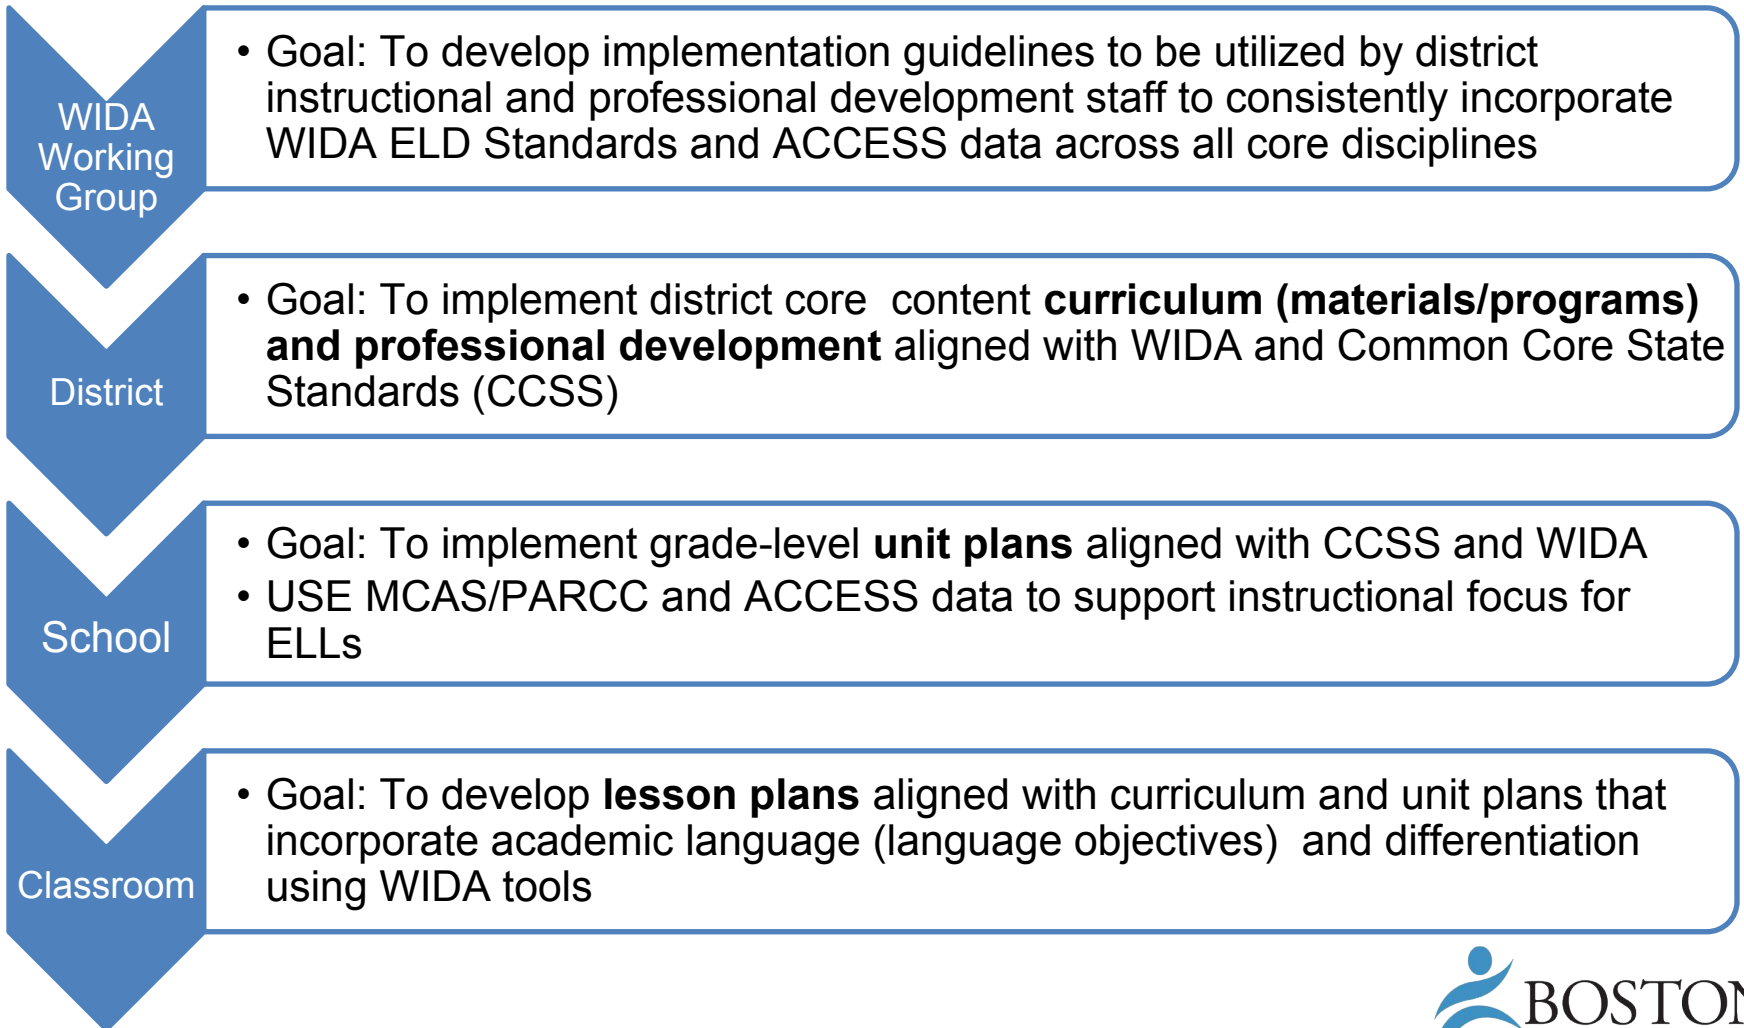 WIDA
Working
Group
• Goal: To develop implementation guidelines to be utilized by district
instructional and professional development staff to consistently incorporate
WIDA ELD Standards and ACCESS data across all core disciplines
District
• Goal: To implement district core  content curriculum (materials/programs)
and professional development aligned with WIDA and Common Core State
Standards (CCSS)
School
• Goal: To implement grade-level unit plans aligned with CCSS and WIDA
• USE MCAS/PARCC and ACCESS data to support instructional focus for
ELLs
Classroom
• Goal: To develop lesson plans aligned with curriculum and unit plans that
incorporate academic language (language objectives)  and differentiation
using WIDA tools
BOSTON